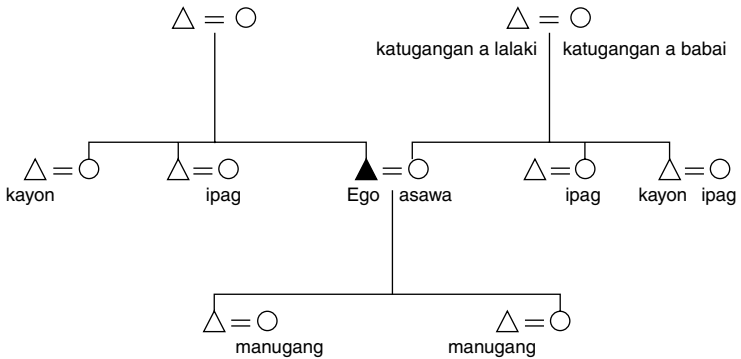 katugangan a lalaki katugangan a babai
kayon ipag Ego asawa ipag kayon ipag
manugang manugang